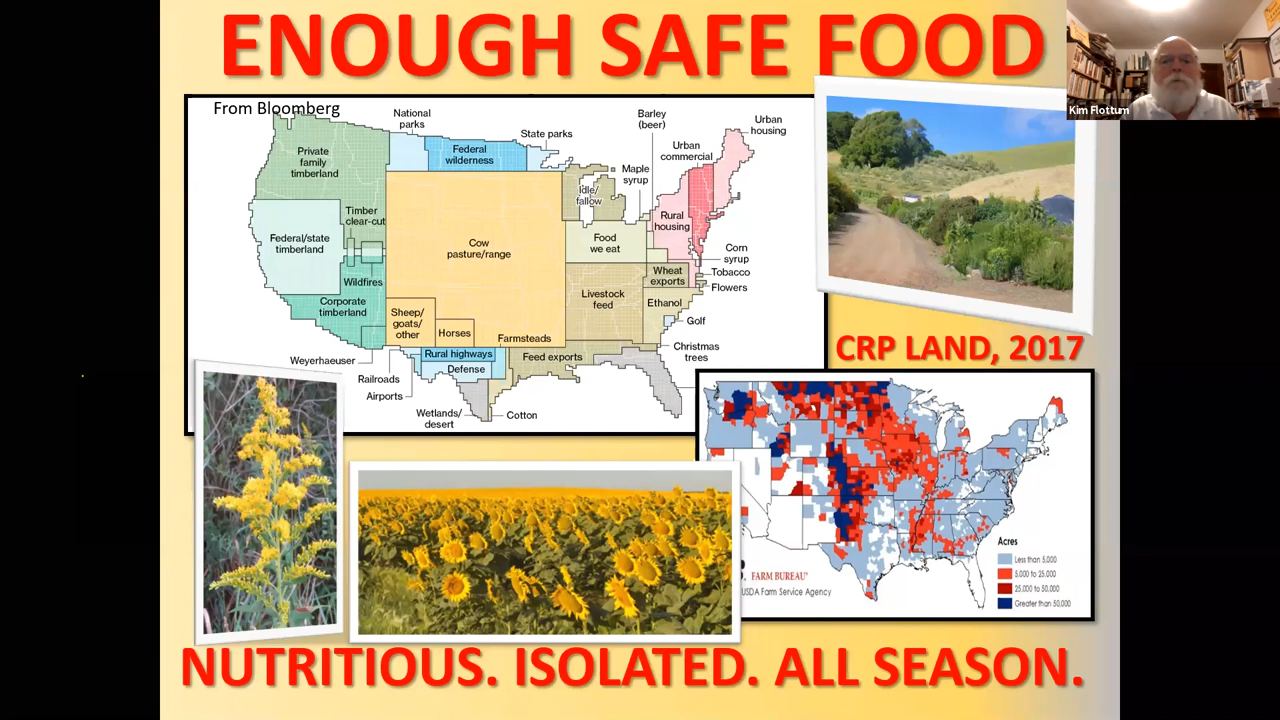 ENOUGH SAFE FOOD
Kim Flottum
From Bloomberg
National
parks
State parks
Barley
(beer)
Urban
housing
Private
family
timberland
Federal
wilderness
Urban
commercial
Maple
syrup
Idle/
fallow
Timber
clear-cut
Federal/state
timberland
Cow
pasture/range
Food
we eat
Rural
housing
Corn
syrup
Tobacco
Flowers
Wildfires
Wheat
exports
Livestock
feed
Ethanol
Corporate
timberland
Sheep/
goats/
other
Horses
Farmsteads
Golf
Christmas
trees
Weyerhaeuser
Rural highways
Feed exports
Defense
Railroads
Airports
Wetlands/
desert
Cotton
CRP LAND, 2017
FARM BUREAU
USDA Farm Service Agency
Acres
Less than 5,000
5,000 to 25,000
25,000 to 50,000
Greater than 50,000
NUTRITIOUS. ISOLATED. ALL SEASON.